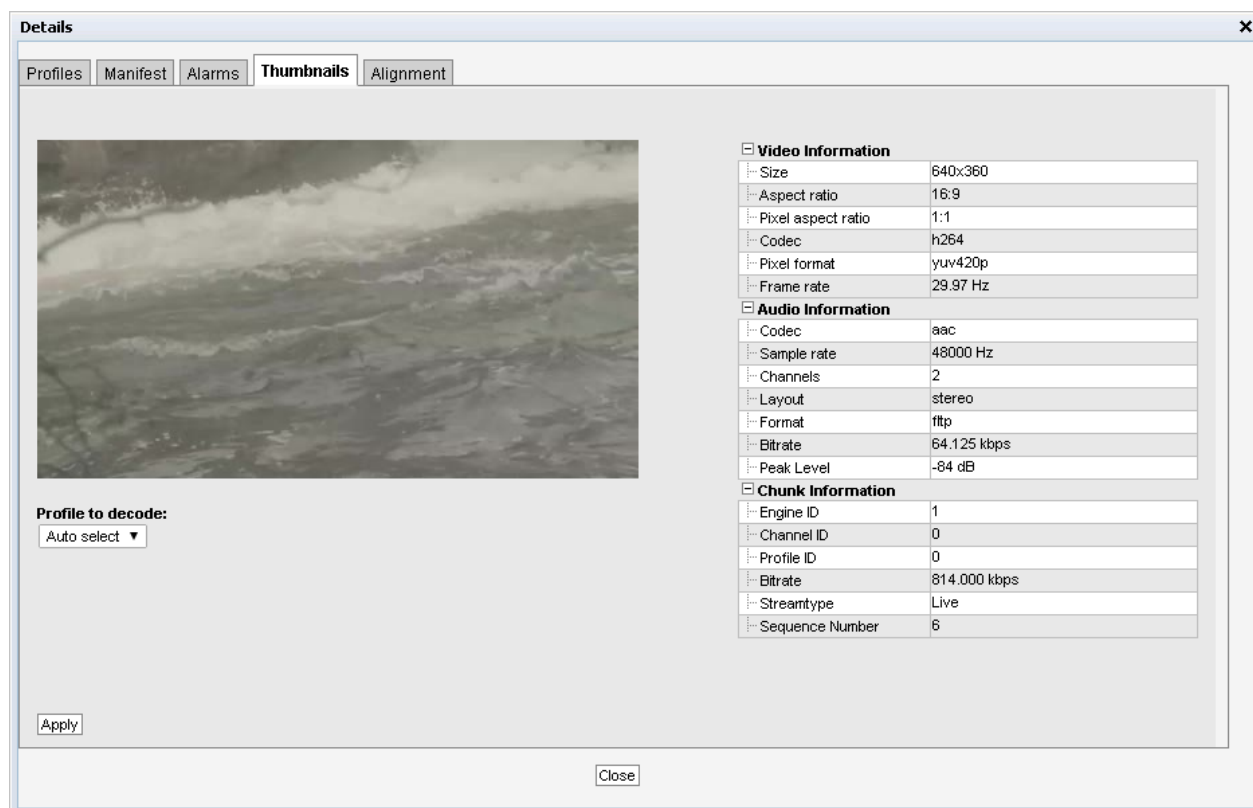 Details
Profiles Manifest Alarms Thumbnails Alignment
Video Information
Size 640x360
Aspect ratio 16:9
Pixel aspect ratio 1:1
Codec h264
Pixel format yuv420p
Frame rate 29.97 Hz
Audio Information
Codec aac
Sample rate 48000 Hz
Channels 2
Layout stereo
Format fltp
Bitrate 64.125 kbps
Peak Level -84 dB
Chunk Information
Engine ID 1
Channel ID 0
Profile ID 0
Bitrate 814.000 kbps
Streamtype Live
Sequence Number 6
Profile to decode:
Auto select
Apply
Close